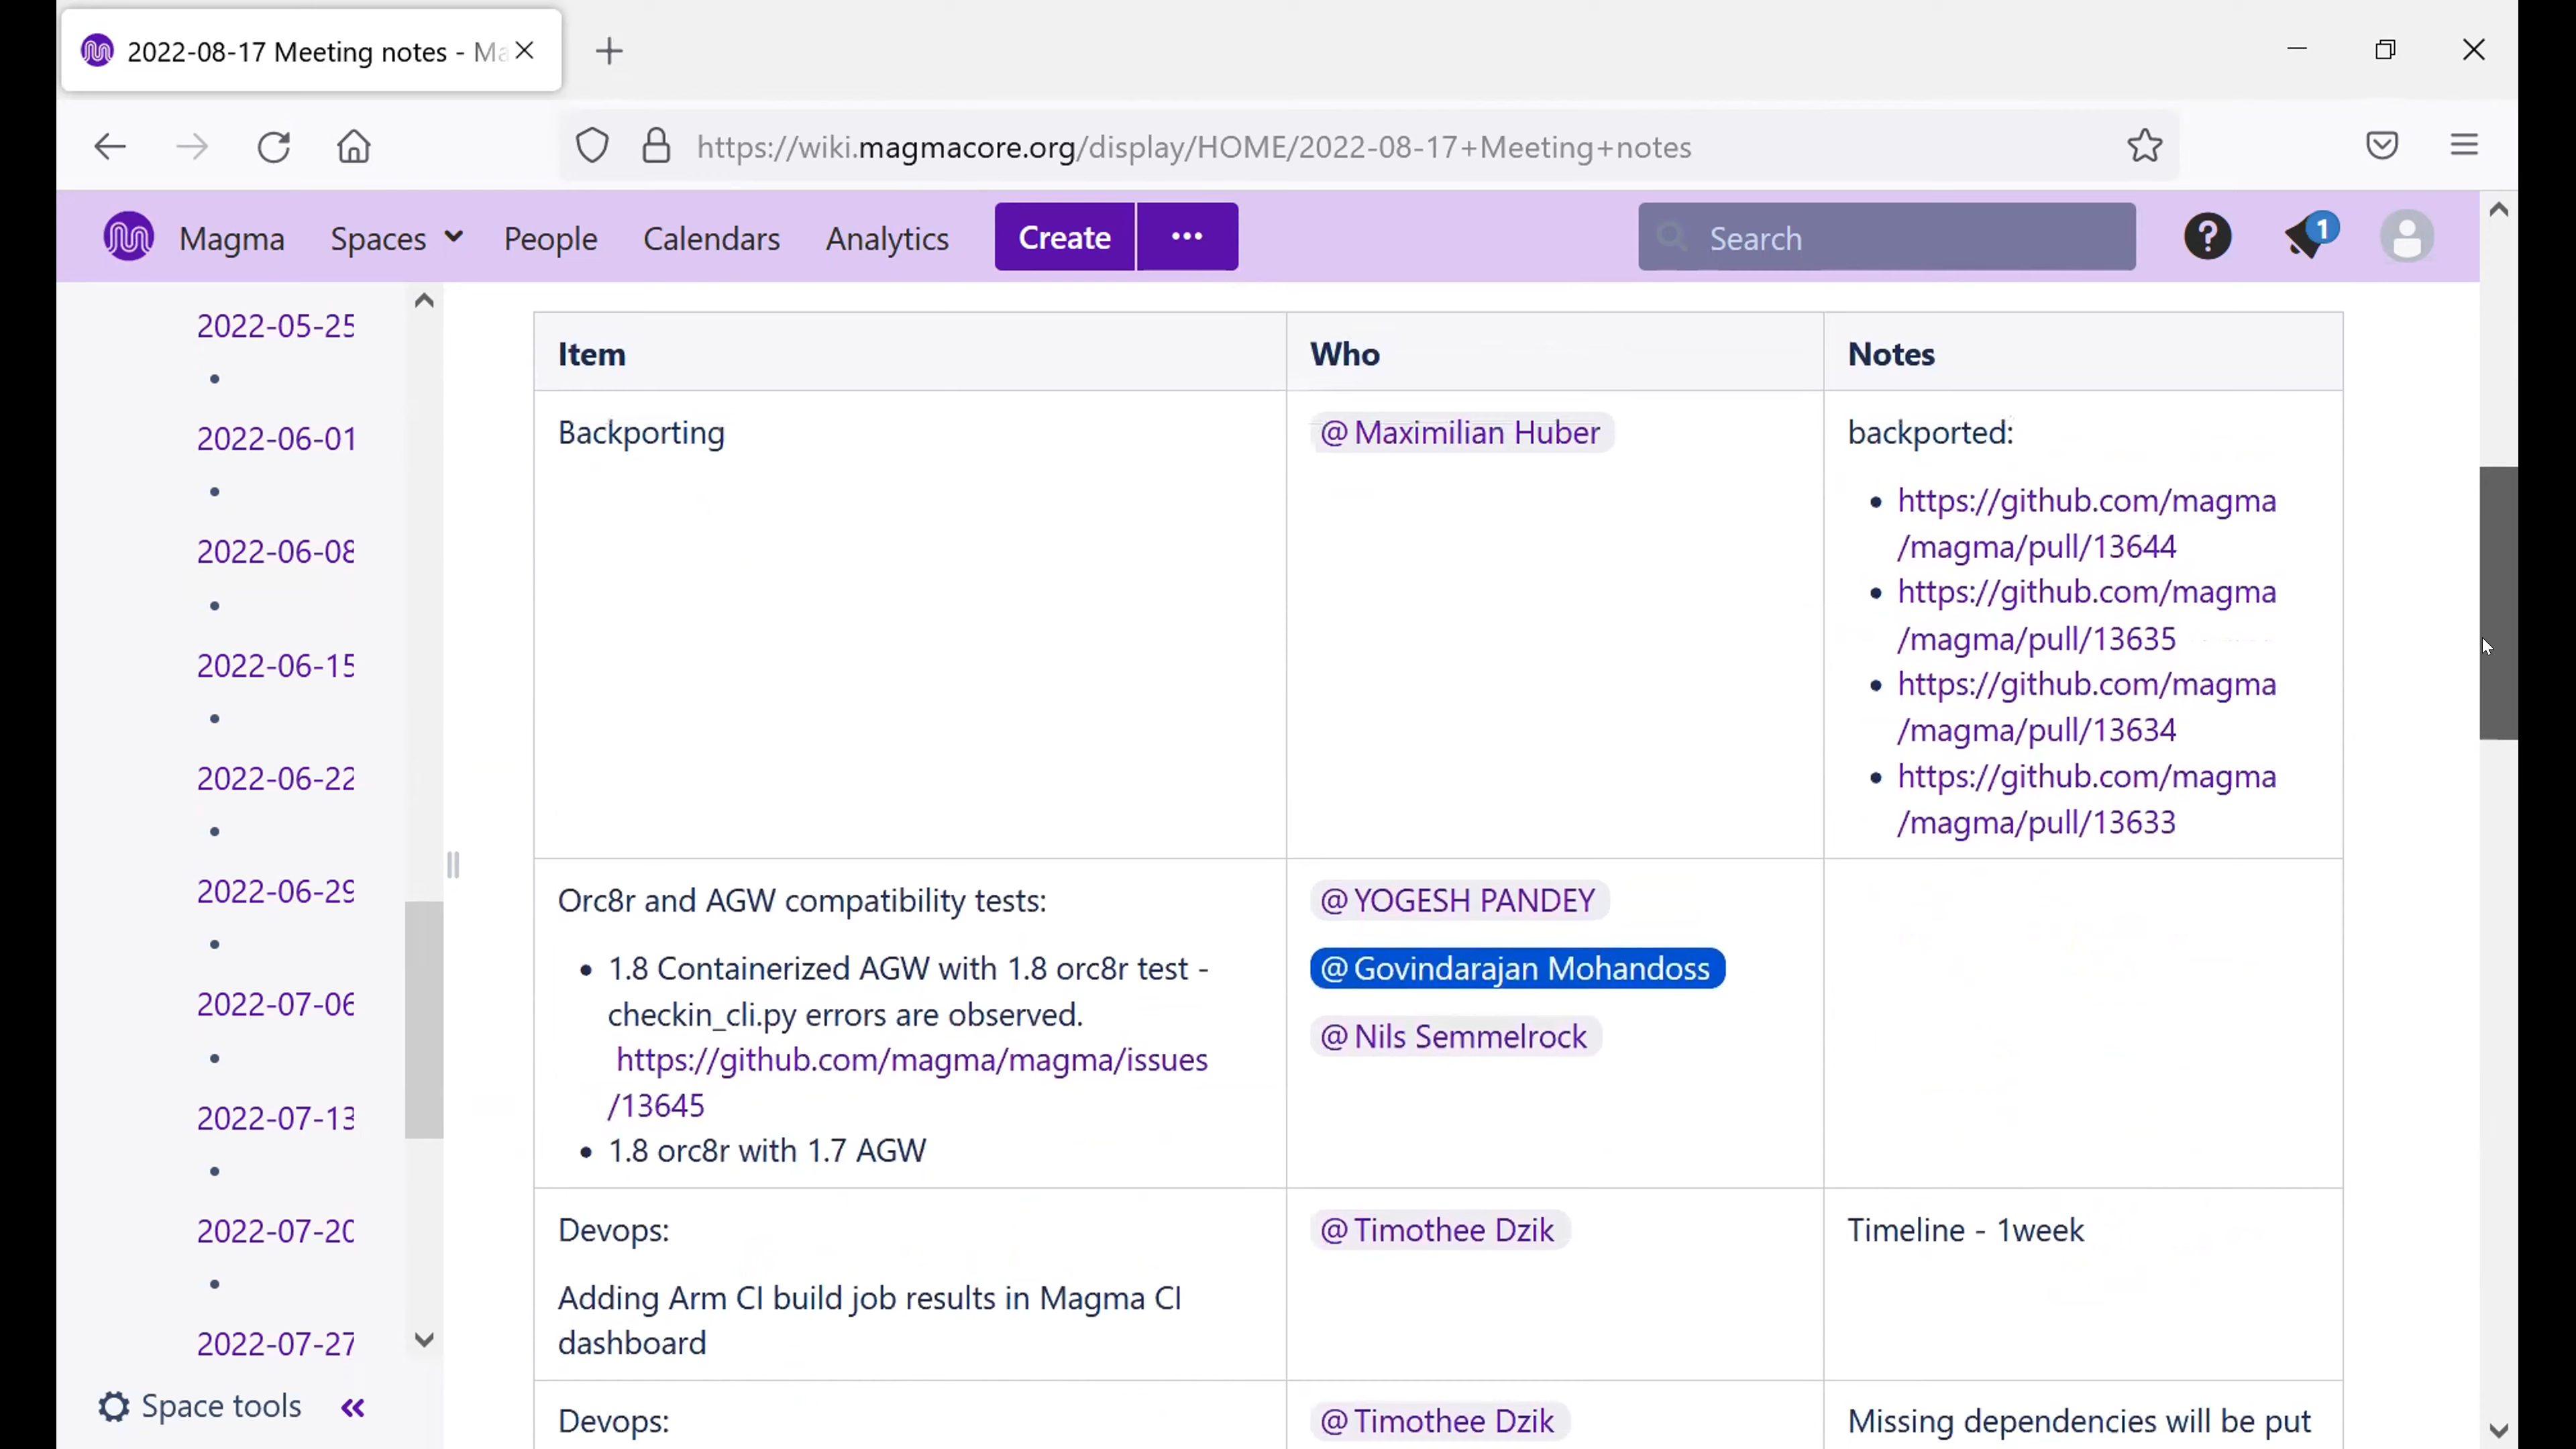 2022-08-17 Meeting notes - Ma
https://wiki.magmacore.org/display/HOME/2022-08-17+Meeting+notes
Magma Spaces People Calendars Analytics Create ••• Search ? 1
2022-05-25
2022-06-01
2022-06-08
2022-06-15
2022-06-22
2022-06-29
2022-07-06
2022-07-13
2022-07-20
2022-07-27
Space tools «
Item Who Notes
Backporting
@Maximilian Huber
backported:
• https://github.com/magma
/magma/pull/13644
• https://github.com/magma
/magma/pull/13635
• https://github.com/magma
/magma/pull/13634
• https://github.com/magma
/magma/pull/13633
Orc8r and AGW compatibility tests:
• 1.8 Containerized AGW with 1.8 orc8r test -
checkin_cli.py errors are observed.
https://github.com/magma/magma/issues
/13645
• 1.8 orc8r with 1.7 AGW
@YOGESH PANDEY
@Govindarajan Mohandoss
@Nils Semmelrock
Devops:
Adding Arm CI build job results in Magma CI
dashboard
@Timothee Dzik
Timeline - 1week
Devops:
@Timothee Dzik
Missing dependencies will be put